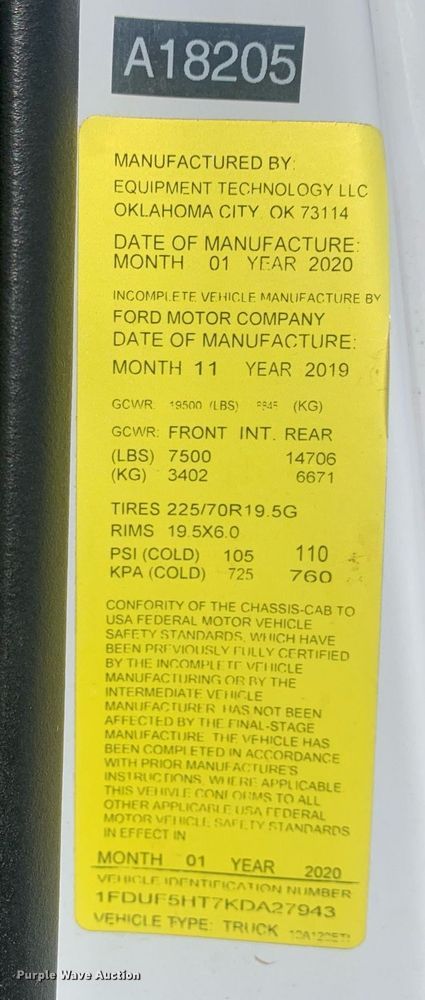 A18205
MANUFACTURED BY:
EQUIPMENT TECHNOLOGY LLC
OKLAHOMA CITY OK 73114
DATE OF MANUFACTURE:
MONTH 01 YEAR 2020
INCOMPLETE VEHICLE MANUFACTURE BY
FORD MOTOR COMPANY
DATE OF MANUFACTURE:
MONTH 11 YEAR 2019
GCWR: 19500 (LBS) (KG)
GCWR: FRONT INT. REAR
(LBS) 7500 14706
(KG) 3402 6671
TIRES 225/70R19.5G
RIMS 19.5X6.0
PSI (COLD) 105 110
KPA (COLD) 725 760
CONFORITY OF THE CHASSIS-CAB TO
USA FEDERAL MOTOR VEHICLE
SAFETY STANDARDS, WHICH HAVE
BEEN PREVIOUSLY FULLY CERTIFIED
BY THE INCOMPLETE VEHICLE
MANUFACTURING OR BY THE
INTERMEDIATE VEHICLE
MANUFACTURER HAS NOT BEEN
AFFECTED BY THE FINAL-STAGE
MANUFACTURE. THE VEHICLE HAS
BEEN COMPLETED IN ACCORDANCE
WITH PRIOR MANUFACTURE'S
INSTRUCTIONS, WHERE APPLICABLE.
THIS VEHIVLE CONFORMS TO ALL
OTHER APPLICABLE USA FEDERAL
MOTOR VEHICLE SAFETY STANDARDS
IN EFFECT IN
MONTH 01 YEAR 2020
VEHICLE IDENTIFICATION NUMBER
1FDUF5HT7KDA27943
VEHICLE TYPE: TRUCK
Purple Wave Auction